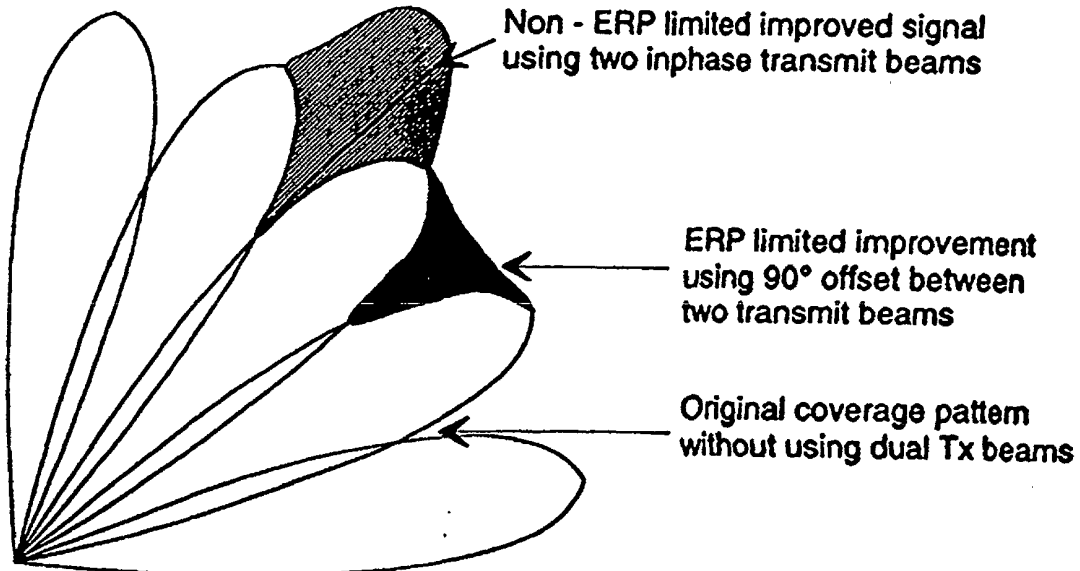 Non - ERP limited improved signal
using two inphase transmit beams
ERP limited improvement
using 90° offset between
two transmit beams
Original coverage pattern
without using dual Tx beams